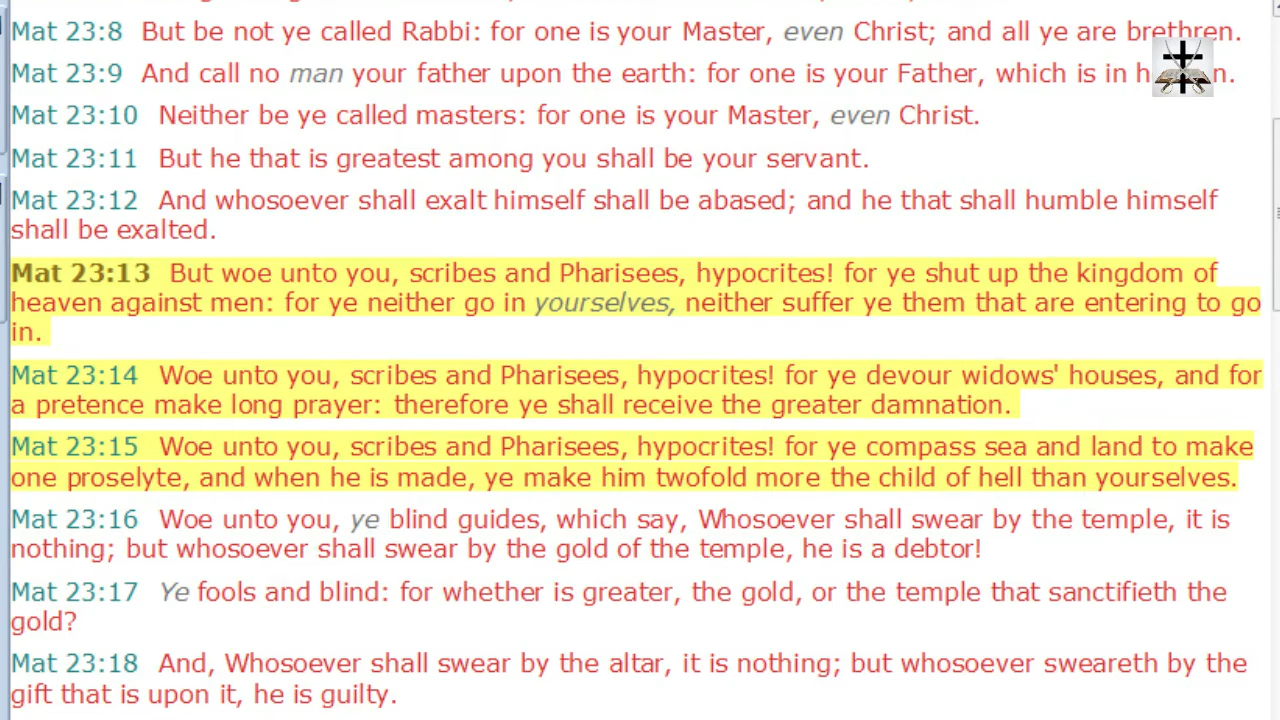 Mat 23:8 But be not ye called Rabbi: for one is your Master, even Christ; and all ye are brethren.
Mat 23:9 And call no man your father upon the earth: for one is your Father, which is in
Mat 23:10 Neither be ye called masters: for one is your Master, even Christ.
Mat 23:11 But he that is greatest among you shall be your servant.
Mat 23:12 And whosoever shall exalt himself shall be abased; and he that shall humble himself
shall be exalted.
Mat 23:13 But woe unto you, scribes and Pharisees, hypocrites! for ye shut up the kingdom of
heaven against men: for ye neither go in yourselves, neither suffer ye them that are entering to go
in.
Mat 23:14 Woe unto you, scribes and Pharisees, hypocrites! for ye devour widows' houses, and for
a pretence make long prayer: therefore ye shall receive the greater damnation.
Mat 23:15 Woe unto you, scribes and Pharisees, hypocrites! for ye compass sea and land to make
one proselyte, and when he is made, ye make him twofold more the child of hell than yourselves.
Mat 23:16 Woe unto you, ye blind guides, which say, Whosoever shall swear by the temple, it is
nothing; but whosoever shall swear by the gold of the temple, he is a debtor!
Mat 23:17 Ye fools and blind: for whether is greater, the gold, or the temple that sanctifieth the
gold?
Mat 23:18 And, Whosoever shall swear by the altar, it is nothing; but whosoever sweareth by the
gift that is upon it, he is guilty.